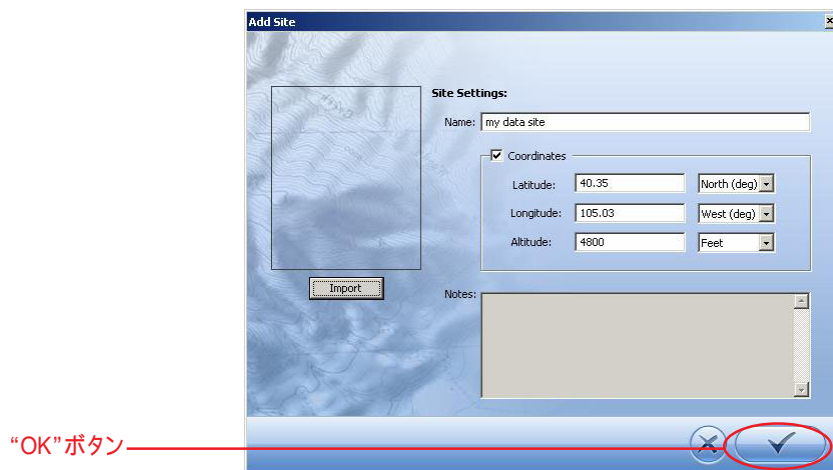 Add Site
Site Settings:
Name: my data site
Coordinates
Latitude: 40.35 North (deg)
Longitude: 105.03 West (deg)
Altitude: 4800 Feet
Import
Notes:
“OK”ボタン